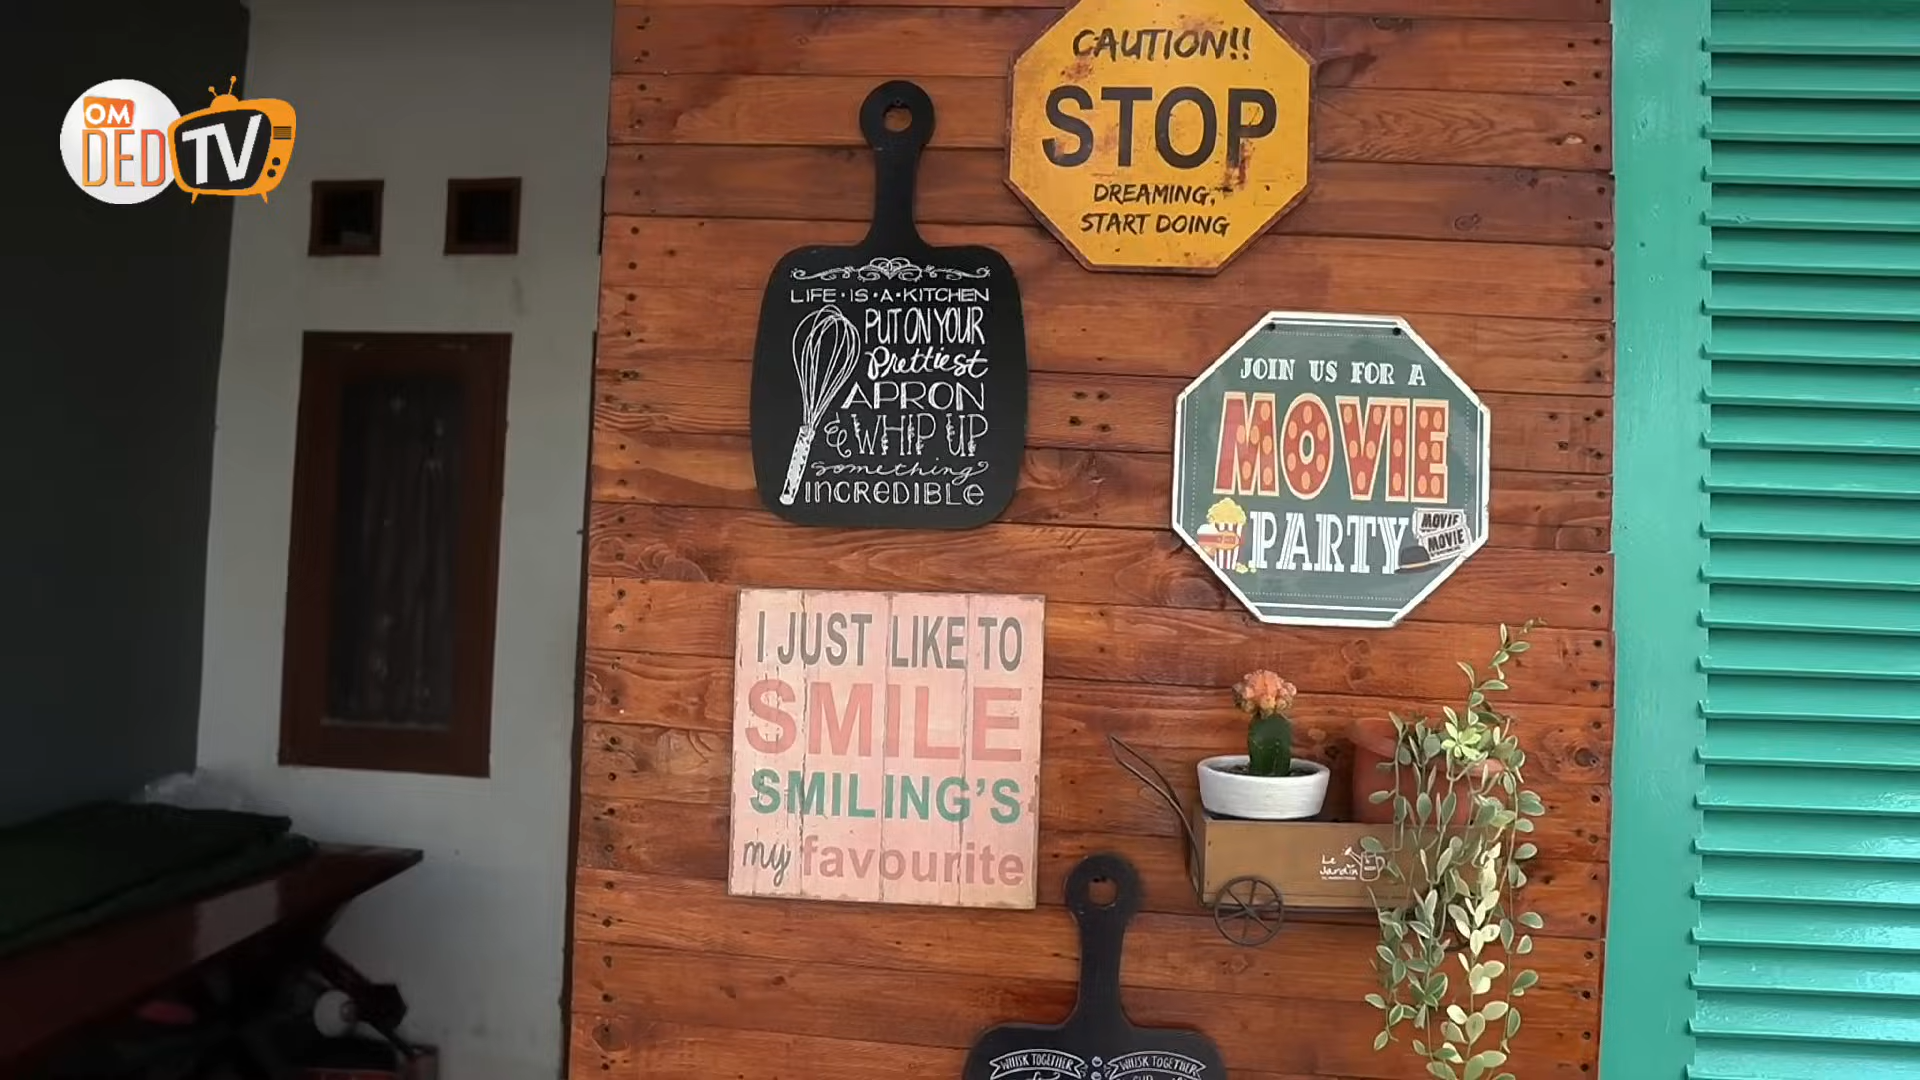 OM
DED TV
CAUTION!!
STOP
DREAMING,
START DOING
LIFE·IS·A·KITCHEN
PUT ON YOUR
Prettiest
APRON
& WHIP UP
something
INCREDIBLE
JOIN US FOR A
MOVIE
PARTY
MOVIE
MOVIE
I JUST LIKE TO
SMILE
SMILING'S
my favourite
Le
Jardin
WHISK TOGETHER
WHISK TOGETHER